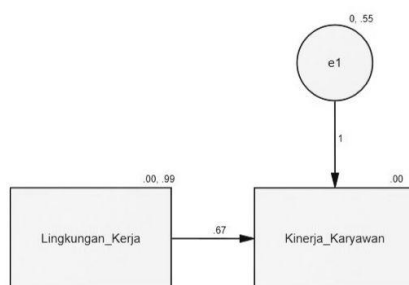 0, .55
e1
1
.00, .99
.00
Lingkungan_Kerja
.67
Kinerja_Karyawan